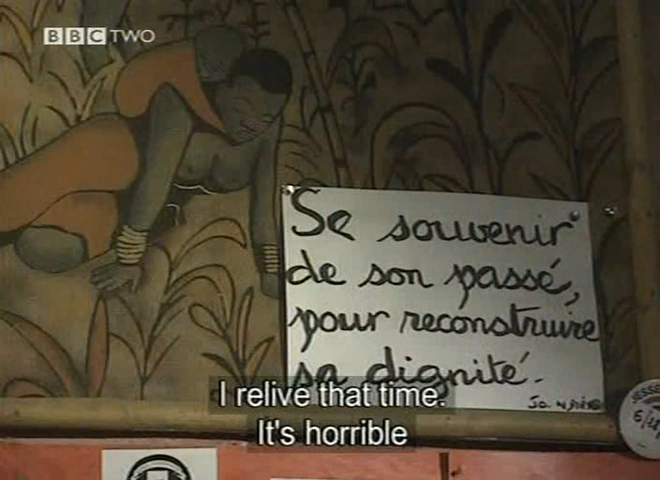 BBC TWO
Se souvenir
de son passé,
pour reconstruire
sa dignité.
I relive that time.
It's horrible